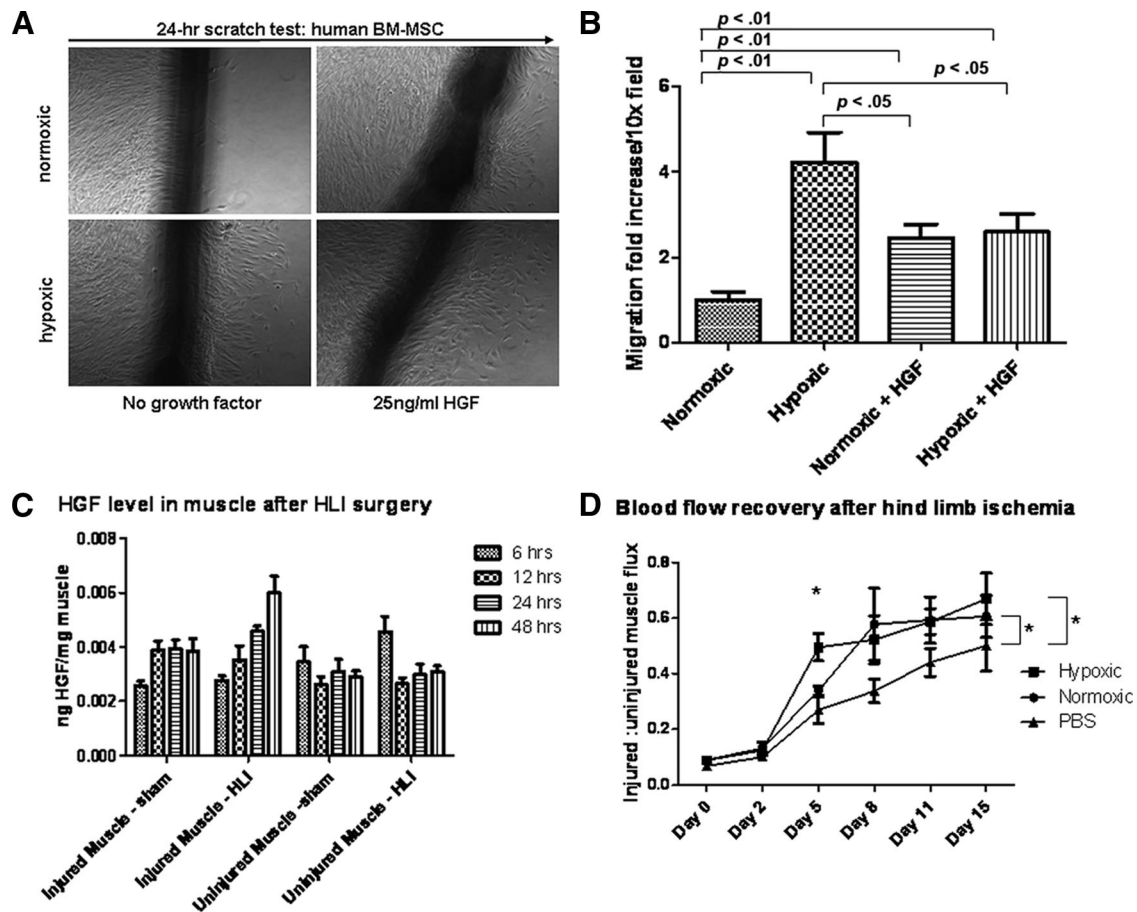 A
24-hr scratch test: human BM-MSC
normoxic
hypoxic
No growth factor
25ng/ml HGF
B
p < .01
p < .01
p < .01
p < .05
p < .05
Migration fold increase/10x field
6
4
2
0
Normoxic
Hypoxic
Normoxic + HGF
Hypoxic + HGF
C
HGF level in muscle after HLI surgery
ng HGF/mg muscle
0.008
0.006
0.004
0.002
0.000
6 hrs
12 hrs
24 hrs
48 hrs
Injured Muscle - sham
Injured Muscle - HLI
Uninjured Muscle -sham
Uninjured Muscle - HLI
D
Blood flow recovery after hind limb ischemia
Injured :uninjured muscle flux
0.8
0.6
0.4
0.2
0.0
*
*
*
Hypoxic
Normoxic
PBS
Day 0
Day 2
Day 5
Day 8
Day 11
Day 15